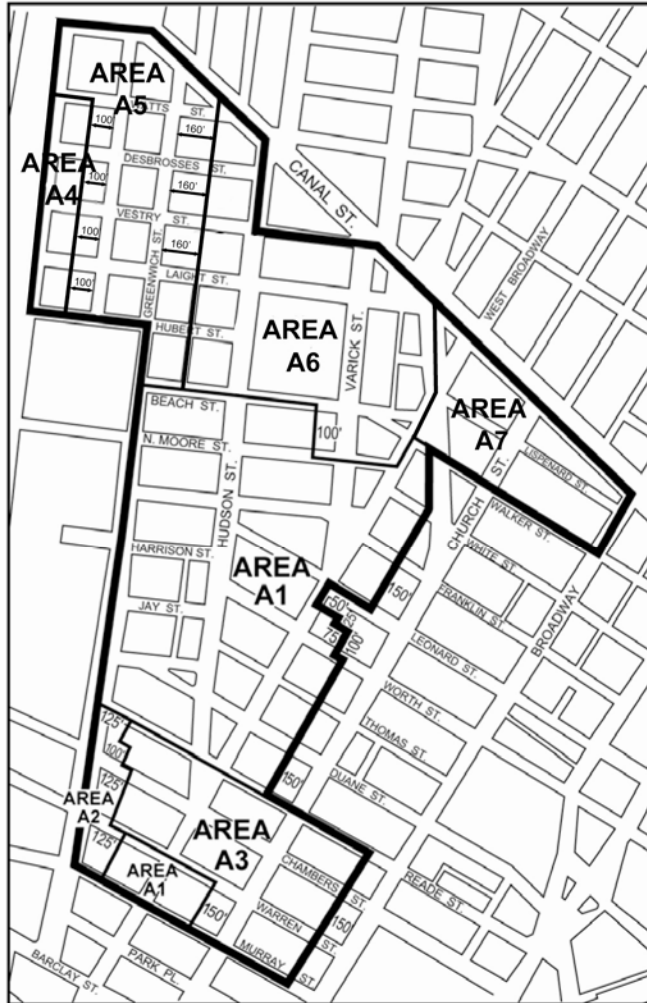 AREA
A5
WATTS ST.
100'
160'
CANAL ST.
AREA
A4
DESBROSSES ST.
100'
160'
WEST BROADWAY
VESTRY ST.
100'
160'
GREENWICH ST.
LAIGHT ST.
100'
HUBERT ST.
AREA
A6
VARICK ST.
BEACH ST.
AREA
A7
LISPENARD ST.
100'
N. MOORE ST.
HUDSON ST.
CHURCH ST.
WALKER ST.
WHITE ST.
HARRISON ST.
AREA
A1
150'
FRANKLIN ST.
BROADWAY
JAY ST.
50'
25'
75'
100'
LEONARD ST.
WORTH ST.
THOMAS ST.
125'
100'
125'
150'
DUANE ST.
AREA
A2
AREA
A3
125'
AREA
A1
CHAMBERS ST.
READE ST.
150'
WARREN ST.
150'
MURRAY ST
PARK PL.
BARCLAY ST.